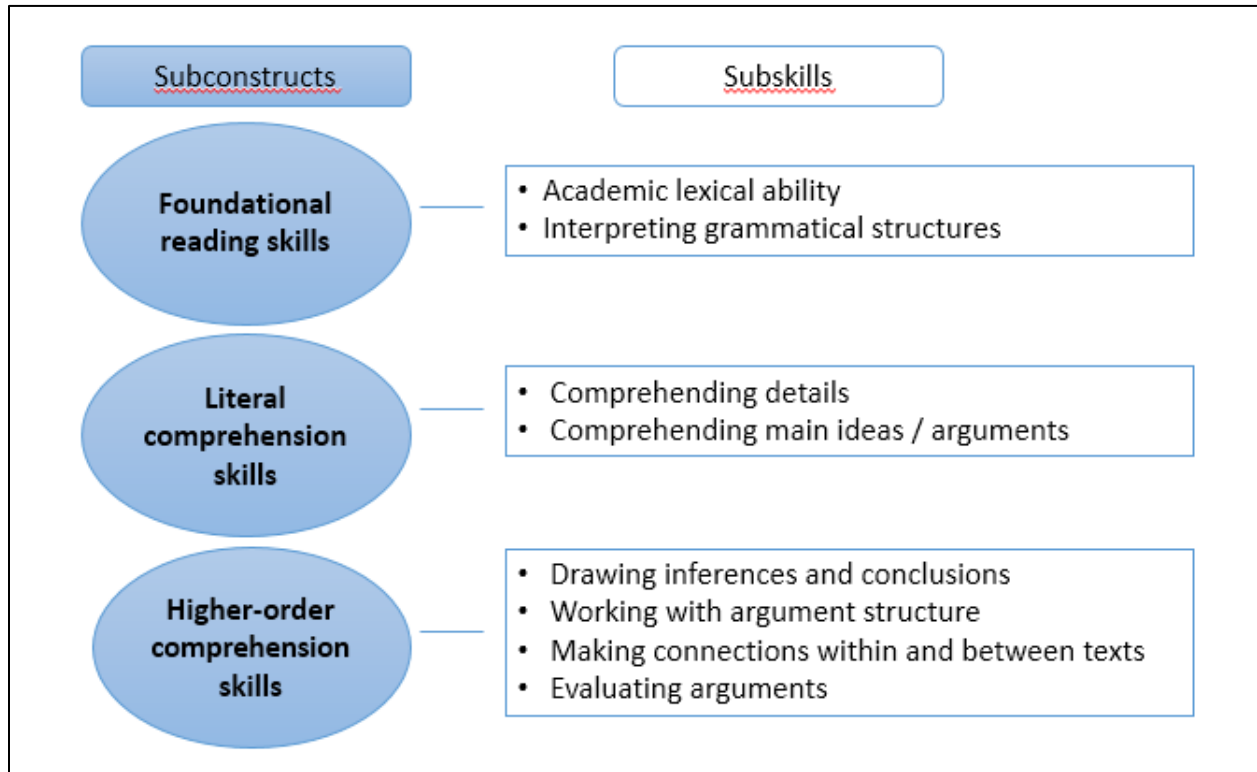 Subconstructs
Subskills
Foundational
reading skills
• Academic lexical ability
• Interpreting grammatical structures
Literal
comprehension
skills
• Comprehending details
• Comprehending main ideas / arguments
Higher-order
comprehension
skills
• Drawing inferences and conclusions
• Working with argument structure
• Making connections within and between texts
• Evaluating arguments